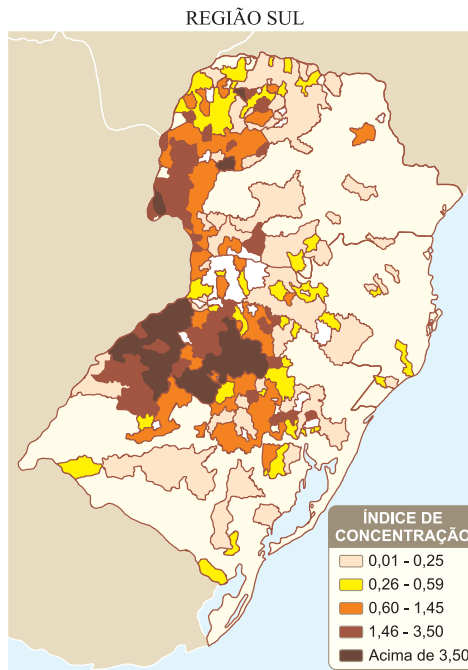 REGIÃO SUL
ÍNDICE DE
CONCENTRAÇÃO
0,01 - 0,25
0,26 - 0,59
0,60 - 1,45
1,46 - 3,50
Acima de 3,50